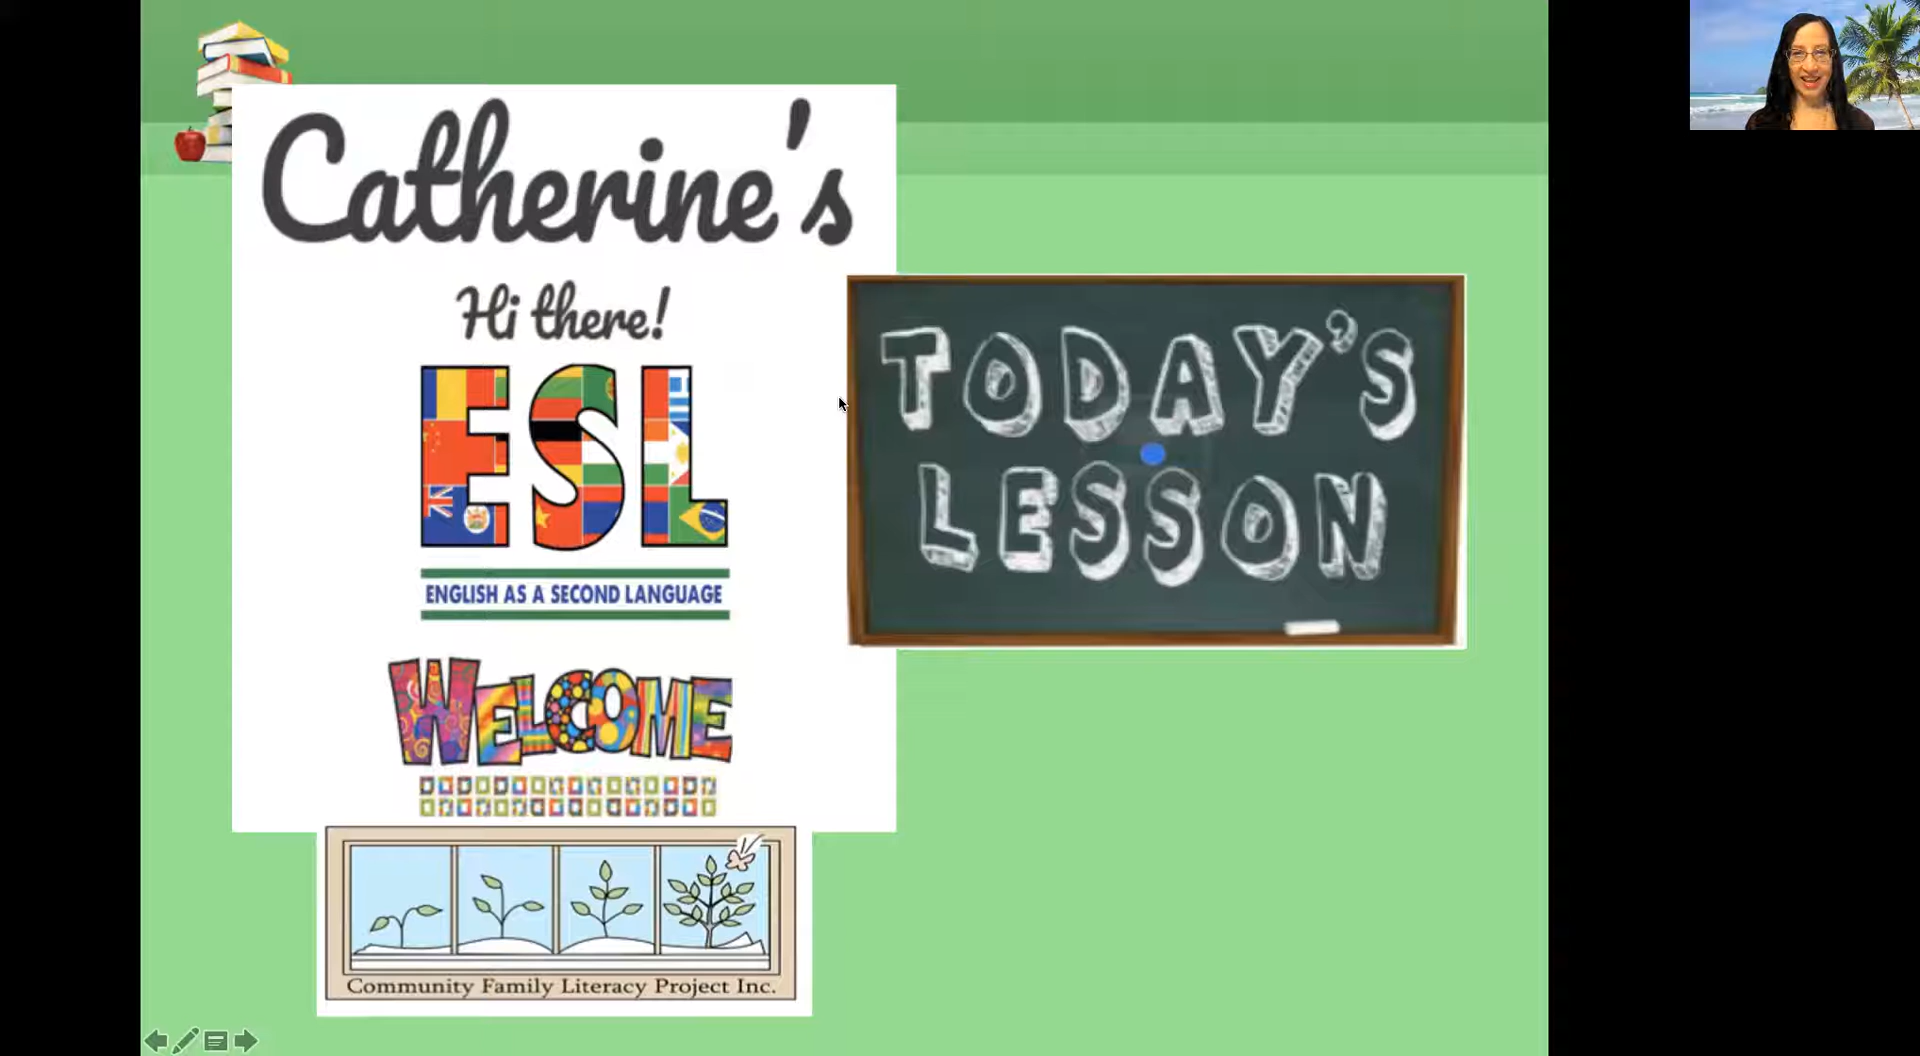 Catherine's
Hi there!
ESL
ENGLISH AS A SECOND LANGUAGE
WELCOME
Community Family Literacy Project Inc.
TODAY'S
LESSON